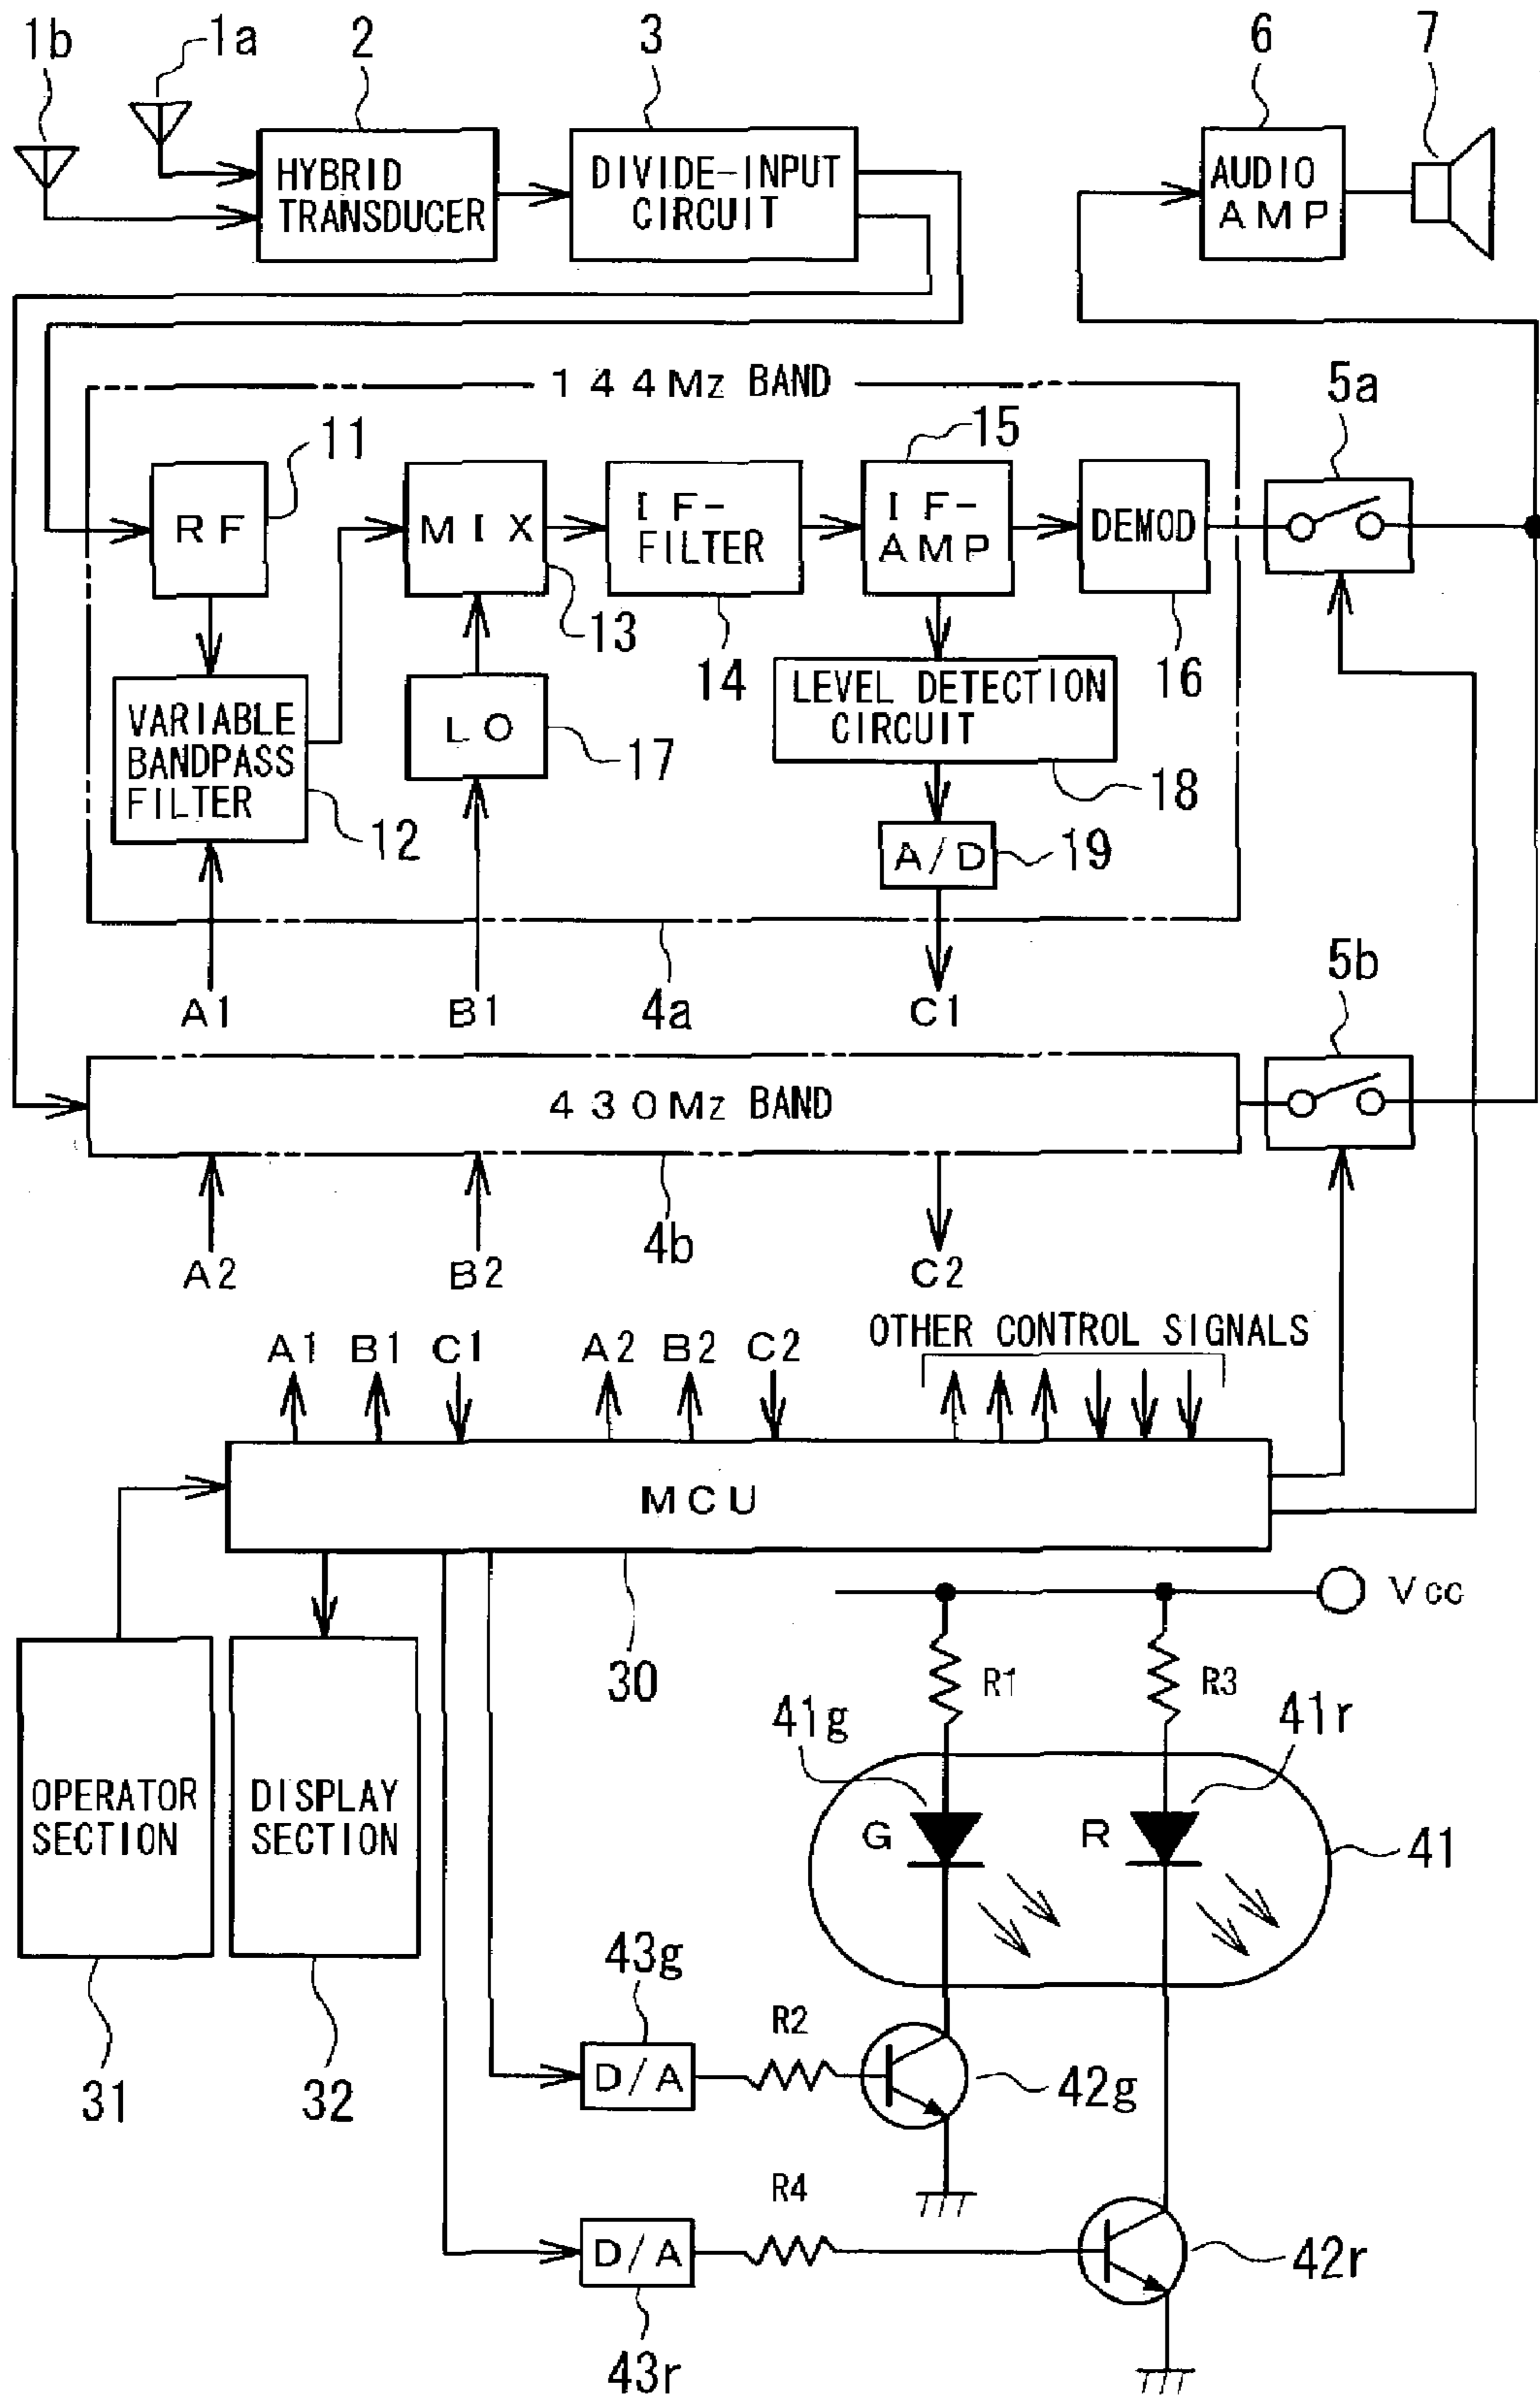 1b
1a
2
3
6
7
HYBRID
TRANSDUCER
DIVIDE-INPUT
CIRCUIT
AUDIO
AMP
144Mz BAND
5a
11
15
RF
MIX
IF-
FILTER
IF-
AMP
DEMOD
13
14
16
VARIABLE
BANDPASS
FILTER
LO
LEVEL DETECTION
CIRCUIT
17
18
12
A/D
19
A1
B1
4a
C1
5b
430Mz BAND
4b
A2
B2
C2
OTHER CONTROL SIGNALS
A1
B1
C1
A2
B2
C2
MCU
Vcc
30
R1
R3
41g
41r
OPERATOR
SECTION
DISPLAY
SECTION
G
R
41
43g
R2
31
32
D/A
42g
R4
D/A
42r
43r